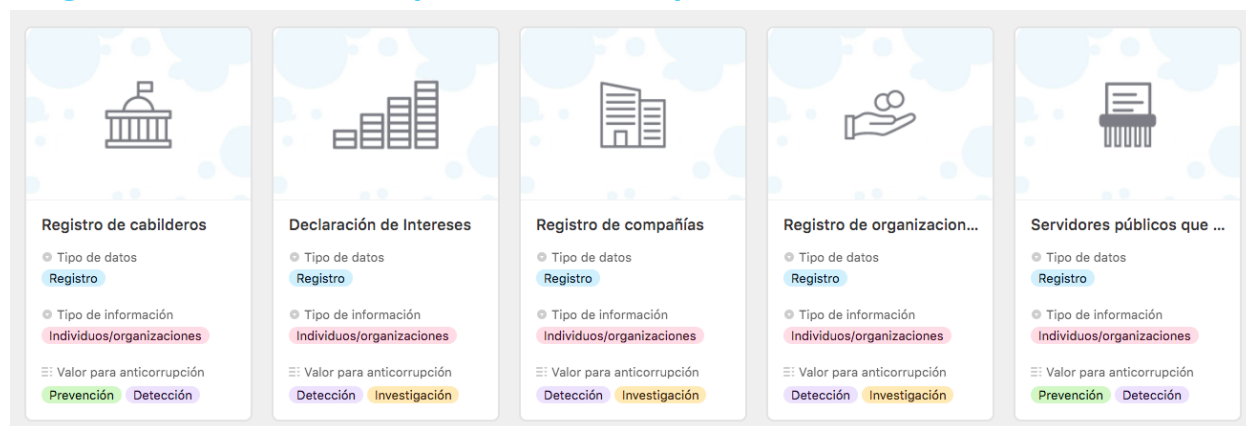 Registro de cabilderos
Tipo de datos
Registro
Tipo de información
Individuos/organizaciones
Valor para anticorrupción
Prevención Detección
Declaración de Intereses
Tipo de datos
Registro
Tipo de información
Individuos/organizaciones
Valor para anticorrupción
Detección Investigación
Registro de compañías
Tipo de datos
Registro
Tipo de información
Individuos/organizaciones
Valor para anticorrupción
Detección Investigación
Registro de organizacion...
Tipo de datos
Registro
Tipo de información
Individuos/organizaciones
Valor para anticorrupción
Detección Investigación
Servidores públicos que ...
Tipo de datos
Registro
Tipo de información
Individuos/organizaciones
Valor para anticorrupción
Prevención Detección